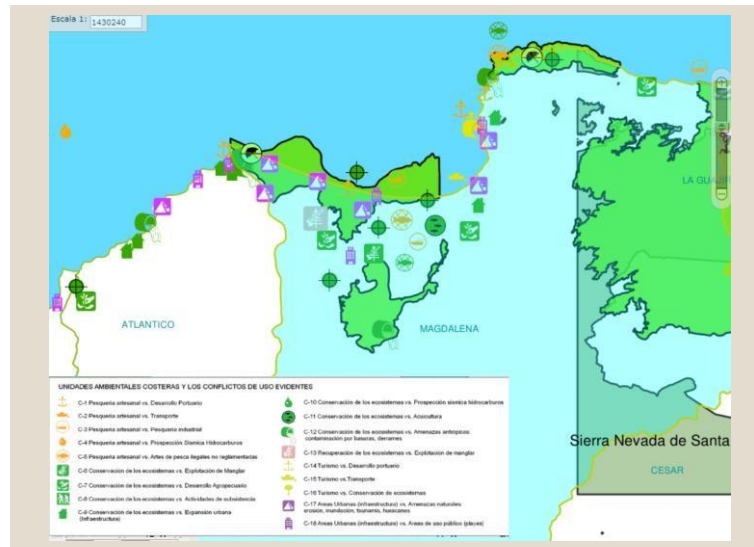 Escala 1: 1430240
LA GUAJ
ATLANTICO
MAGDALENA
Sierra Nevada de Santa
CESAR
UNIDADES AMBIENTALES COSTERAS Y LOS CONFLICTOS DE USO EVIDENTES
C-1 Pesquería artesanal vs. Desarrollo Portuario
C-2 Pesquería artesanal vs. Transporte
C-3 Pesquería artesanal vs. Pesquería industrial
C-4 Pesquería artesanal vs. Prospección Sísmica Hidrocarburos
C-5 Pesquería artesanal vs. Artes de pesca ilegales no reglamentadas
C-6 Conservación de los ecosistemas vs. Explotación de Manglar
C-7 Conservación de los ecosistemas vs. Desarrollo Agropecuario
C-8 Conservación de los ecosistemas vs. Actividades de subsistencia
C-9 Conservación de los ecosistemas vs. Expansión urbana
(Infraestructura)
C-10 Conservación de los ecosistemas vs. Prospección sísmica hidrocarburos
C-11 Conservación de los ecosistemas vs. Acuicultura
C-12 Conservación de los ecosistemas vs. Amenazas antrópicas:
contaminación por basuras, derrames
C-13 Recuperación de los ecosistemas vs. Explotación de manglar
C-14 Turismo vs. Desarrollo portuario
C-15 Turismo vs.Transporte
C-16 Turismo vs. Conservación de ecosistemas
C-17 Areas Urbanas (infraestructura) vs. Amenazas naturales:
erosión, inundación, tsunamis, huracanes
C-18 Areas Urbanas (infraestructura) vs. Areas de uso público (playas)